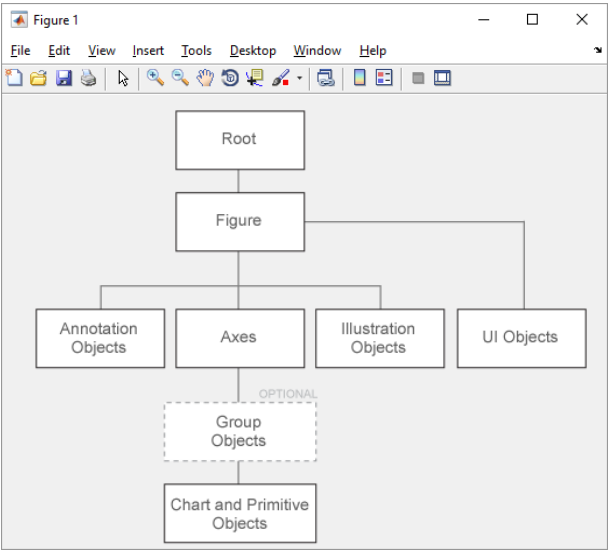 Figure 1
File Edit View Insert Tools Desktop Window Help
Root
Figure
Annotation
Objects
Axes
Illustration
Objects
UI Objects
OPTIONAL
Group
Objects
Chart and Primitive
Objects